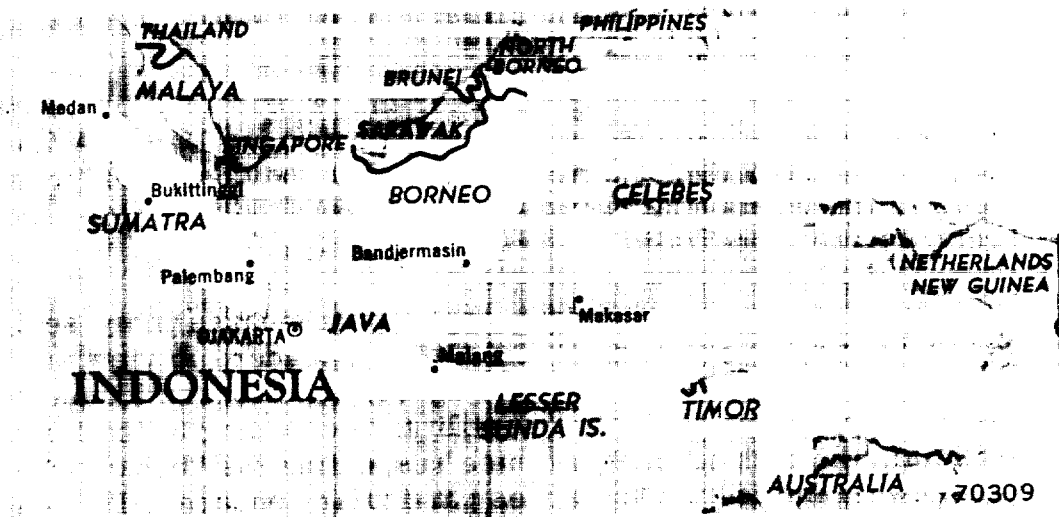 PHILIPPINES
THAILAND
NORTH
BORNEO
BRUNEI
MALAYA
Medan
SARAWAK
SINGAPORE
Bukittinggi
BORNEO
CELEBES
SUMATRA
Bandjermasin
Palembang
NETHERLANDS
NEW GUINEA
Makasar
DJAKARTA
JAVA
Malang
INDONESIA
LESSER
SUNDA IS.
TIMOR
AUSTRALIA
70309